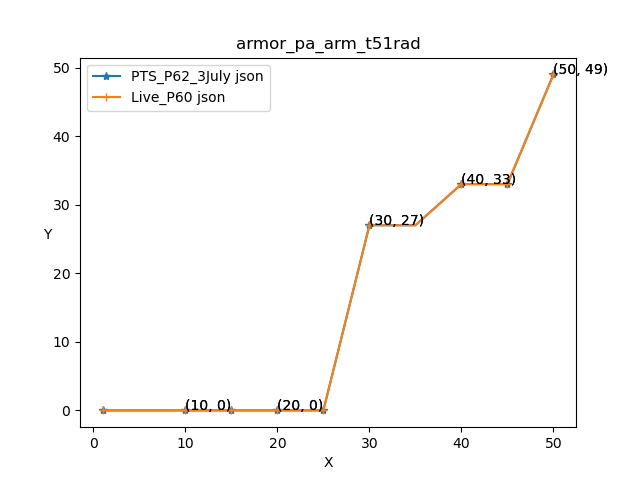 armor_pa_arm_t51rad
PTS_P62_3July json
Live_P60 json
(50, 49)
(40, 33)
(30, 27)
(10, 0)
(20, 0)
Y
50
40
30
20
10
0
0 10 20 30 40 50
X